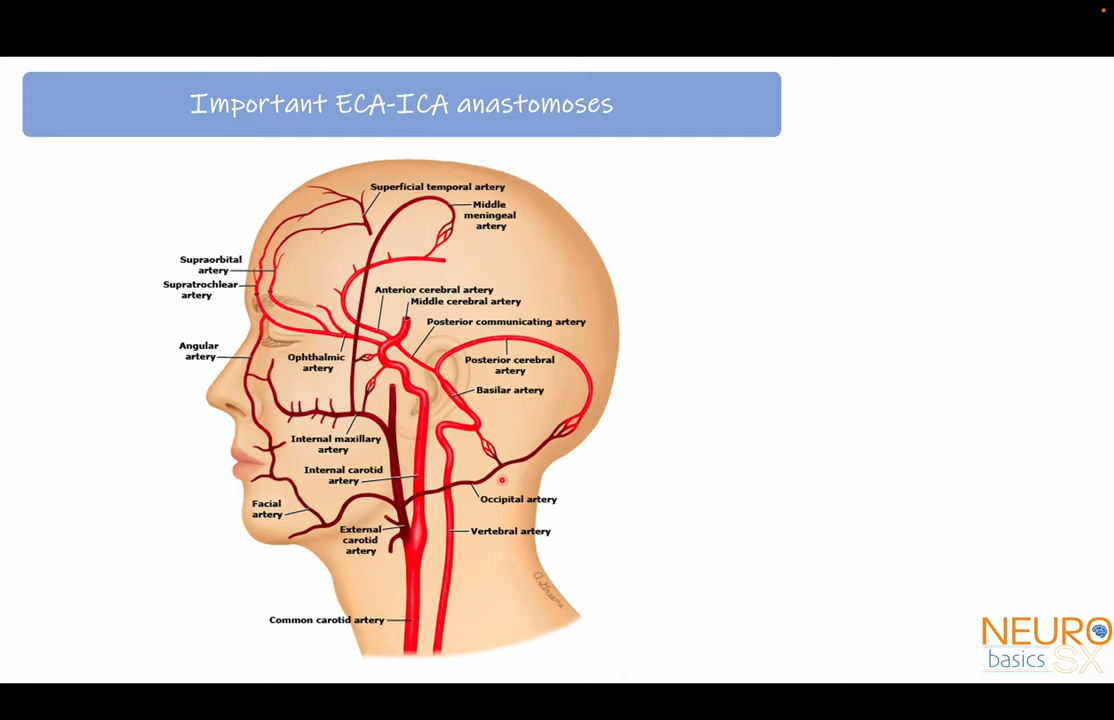 Important ECA-ICA anastomoses
Superficial temporal artery
Middle
meningeal
artery
Supraorbital
artery
Supratrochlear
artery
Anterior cerebral artery
Middle cerebral artery
Posterior communicating artery
Angular
artery
Ophthalmic
artery
Posterior cerebral
artery
Basilar artery
Internal maxillary
artery
Internal carotid
artery
Facial
artery
Occipital artery
External
carotid
artery
Vertebral artery
Common carotid artery
NEURO
basics SX